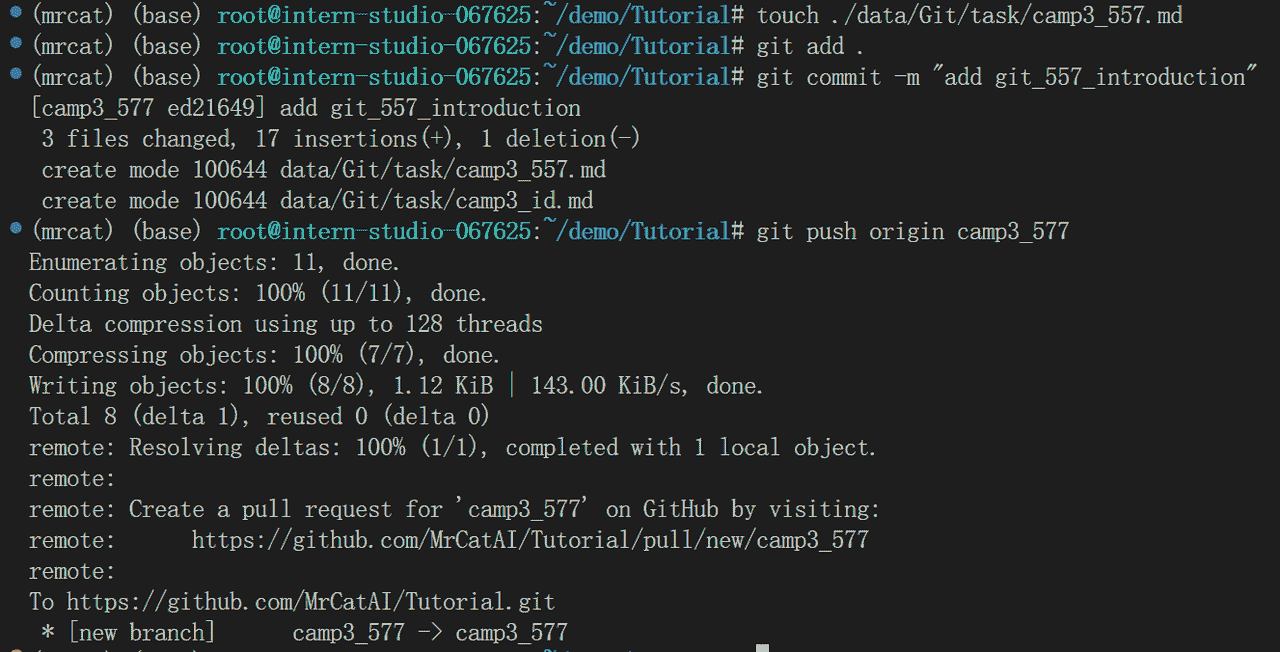 (mrcat) (base) root@intern-studio-067625:~/demo/Tutorial# touch ./data/Git/task/camp3_557.md
(mrcat) (base) root@intern-studio-067625:~/demo/Tutorial# git add .
(mrcat) (base) root@intern-studio-067625:~/demo/Tutorial# git commit -m "add git_557_introduction"
[camp3_577 ed21649] add git_557_introduction
3 files changed, 17 insertions(+), 1 deletion(-)
create mode 100644 data/Git/task/camp3_557.md
create mode 100644 data/Git/task/camp3_id.md
(mrcat) (base) root@intern-studio-067625:~/demo/Tutorial# git push origin camp3_577
Enumerating objects: 11, done.
Counting objects: 100% (11/11), done.
Delta compression using up to 128 threads
Compressing objects: 100% (7/7), done.
Writing objects: 100% (8/8), 1.12 KiB | 143.00 KiB/s, done.
Total 8 (delta 1), reused 0 (delta 0)
remote: Resolving deltas: 100% (1/1), completed with 1 local object.
remote:
remote: Create a pull request for 'camp3_577' on GitHub by visiting:
remote:      https://github.com/MrCatAI/Tutorial/pull/new/camp3_577
remote:
To https://github.com/MrCatAI/Tutorial.git
* [new branch]      camp3_577 -> camp3_577